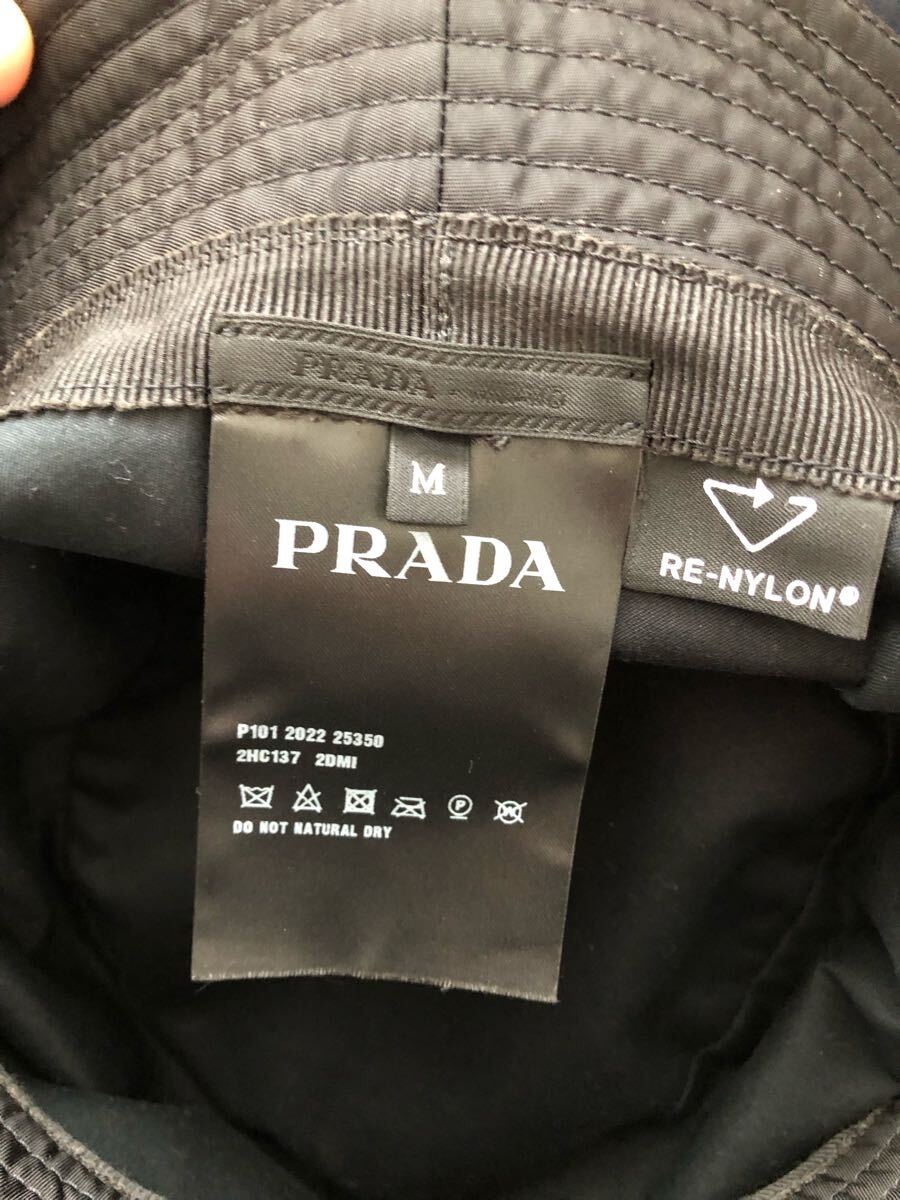 PRADA
M
PRADA
RE-NYLON®
P101 2022 25350
2HC137 2DMI
P
DO NOT NATURAL DRY